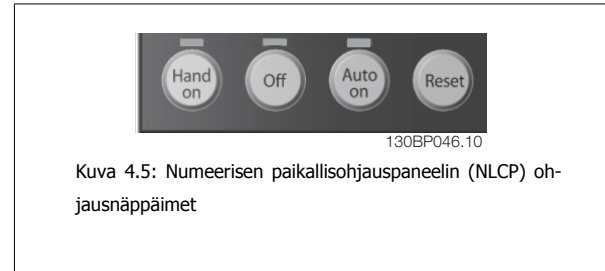 Hand on
Off
Auto on
Reset
130BP046.10
Kuva 4.5: Numeerisen paikallisohjauspaneelin (NLCP) oh-
jausnäppäimet